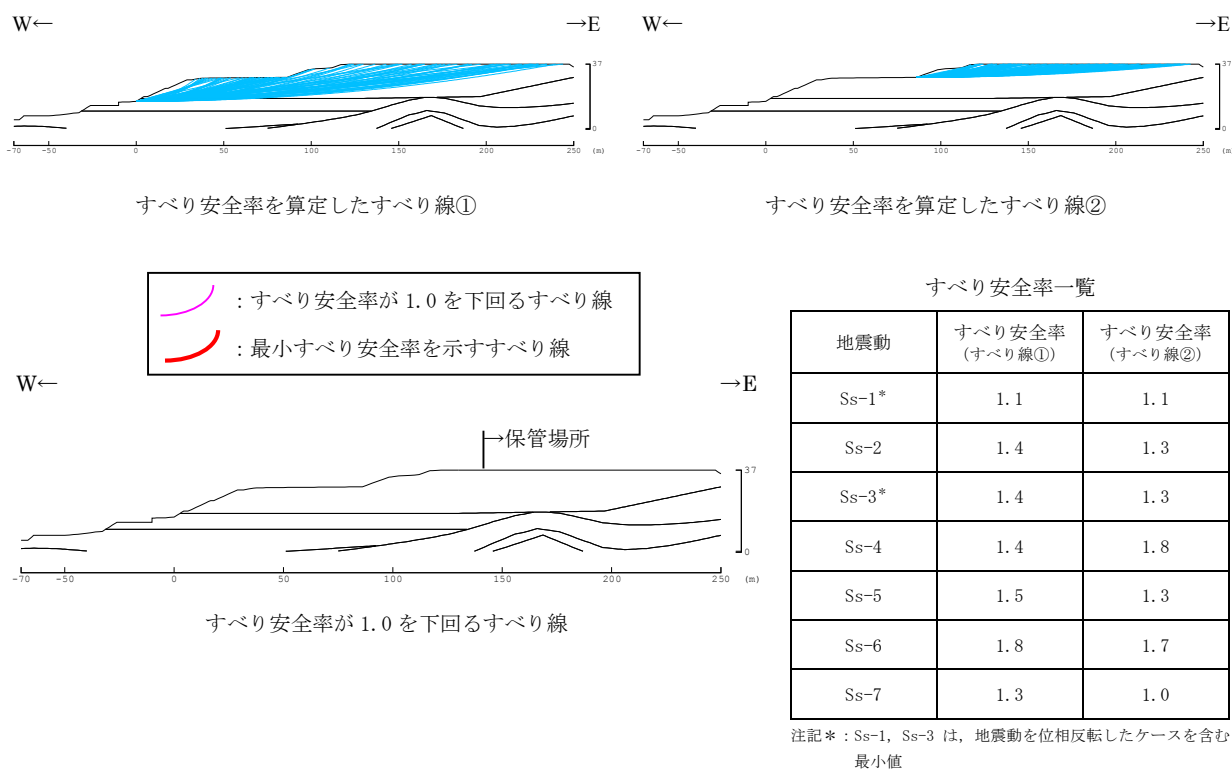 W← →E
37
0
-70 -50 0 50 100 150 200 250 (m)
すべり安全率を算定したすべり線①
W← →E
37
0
-70 -50 0 50 100 150 200 250 (m)
すべり安全率を算定したすべり線②
：すべり安全率が 1.0 を下回るすべり線
：最小すべり安全率を示すすべり線
W← →E
→保管場所
37
0
-70 -50 0 50 100 150 200 250 (m)
すべり安全率が 1.0 を下回るすべり線
すべり安全率一覧
地震動 すべり安全率 (すべり線①) すべり安全率 (すべり線②)
Ss-1* 1.1 1.1
Ss-2 1.4 1.3
Ss-3* 1.4 1.3
Ss-4 1.4 1.8
Ss-5 1.5 1.3
Ss-6 1.8 1.7
Ss-7 1.3 1.0
注記＊：Ss-1，Ss-3 は，地震動を位相反転したケースを含む
最小値